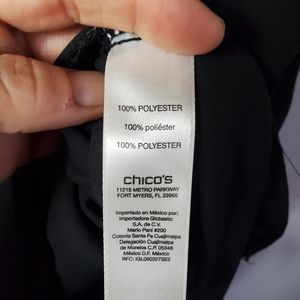 100% POLYESTER
100% poliéster
100% POLYESTER
chico's
11215 METRO PARKWAY
FORT MYERS, FL 33966
Importado en México por:
Importadora Globastic
S.A. de C.V.
Mario Pani #200
Colonia Santa Fe Cuajimalpa
Delegación Cuajimalpa
de Morelos C.P. 05348
México D.F. México